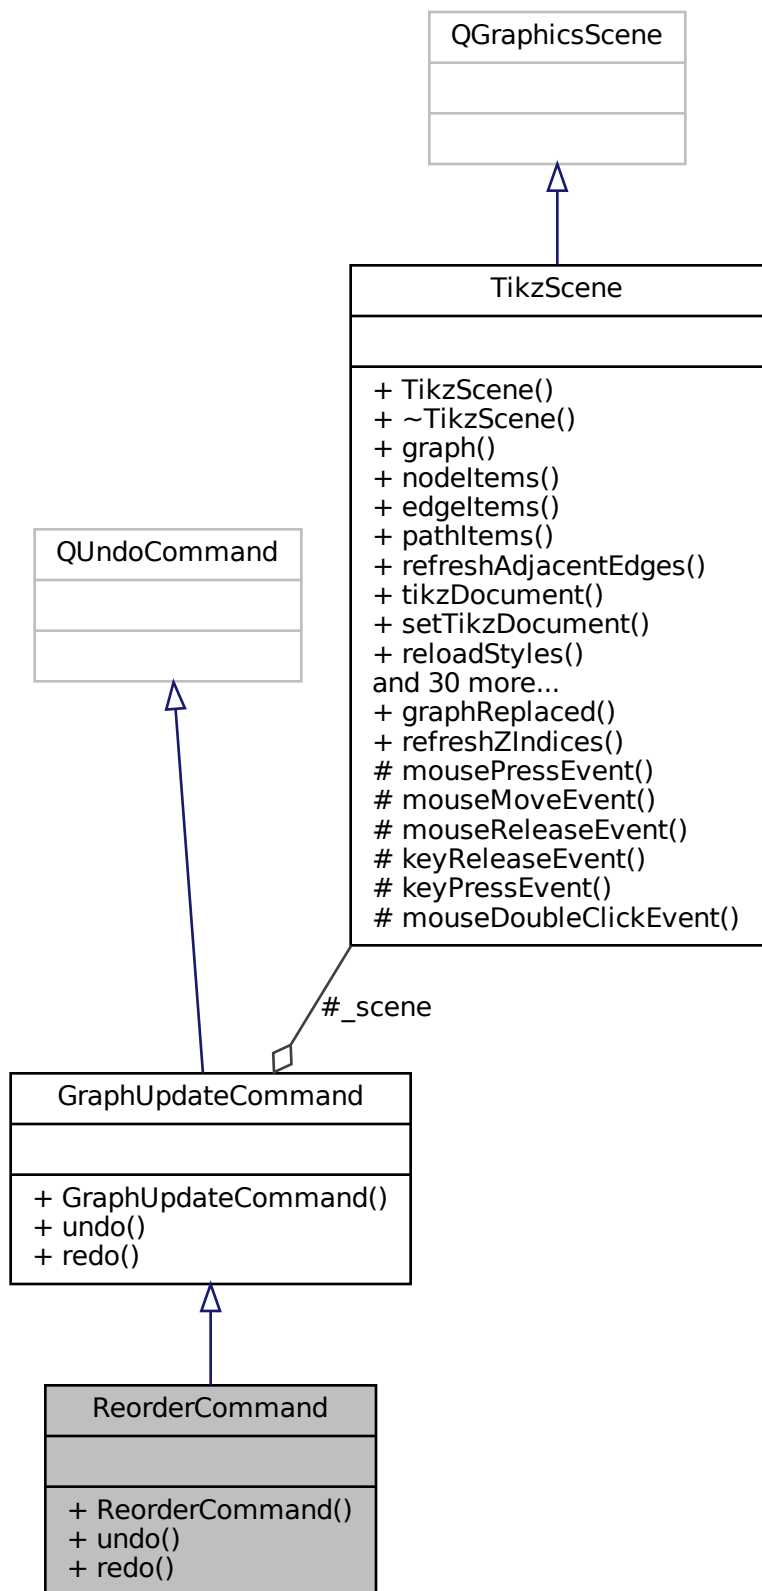 QGraphicsScene
TikzScene
+ TikzScene()
+ ~TikzScene()
+ graph()
+ nodeItems()
+ edgeItems()
+ pathItems()
+ refreshAdjacentEdges()
+ tikzDocument()
+ setTikzDocument()
+ reloadStyles()
and 30 more...
+ graphReplaced()
+ refreshZIndices()
# mousePressEvent()
# mouseMoveEvent()
# mouseReleaseEvent()
# keyReleaseEvent()
# keyPressEvent()
# mouseDoubleClickEvent()
QUndoCommand
#_scene
GraphUpdateCommand
+ GraphUpdateCommand()
+ undo()
+ redo()
ReorderCommand
+ ReorderCommand()
+ undo()
+ redo()